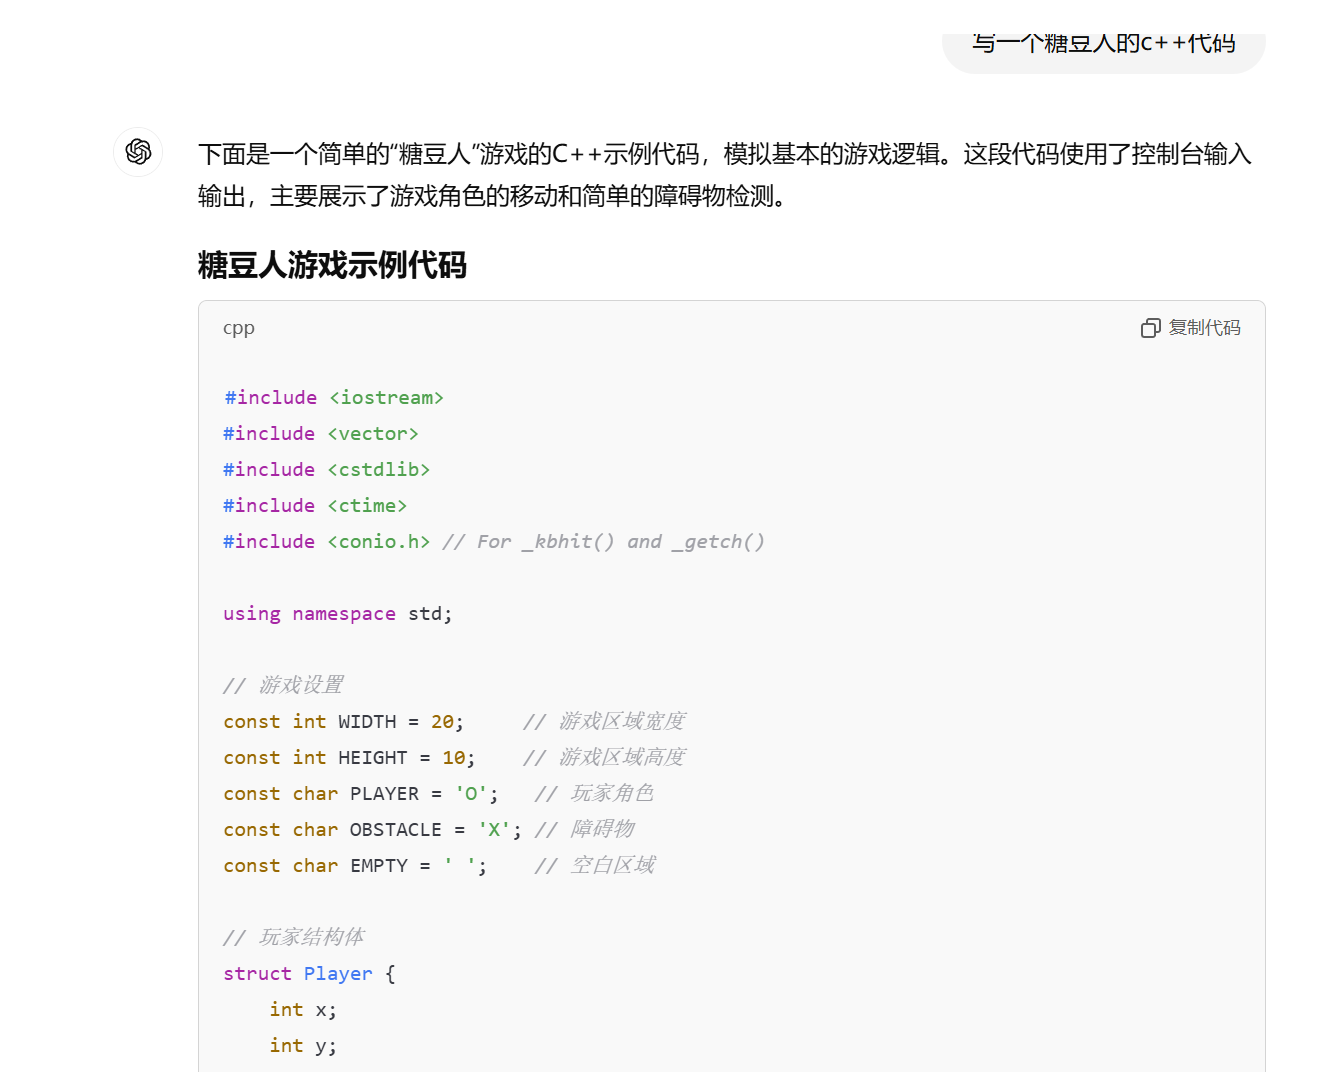 写一个糖豆人的c++代码
下面是一个简单的“糖豆人”游戏的C++示例代码，模拟基本的游戏逻辑。这段代码使用了控制台输入
输出，主要展示了游戏角色的移动和简单的障碍物检测。
糖豆人游戏示例代码
cpp
复制代码
#include <iostream>
#include <vector>
#include <cstdlib>
#include <ctime>
#include <conio.h> // For _kbhit() and _getch()
using namespace std;
// 游戏设置
const int WIDTH = 20;     // 游戏区域宽度
const int HEIGHT = 10;    // 游戏区域高度
const char PLAYER = 'O';   // 玩家角色
const char OBSTACLE = 'X'; // 障碍物
const char EMPTY = ' ';    // 空白区域
// 玩家结构体
struct Player {
    int x;
    int y;